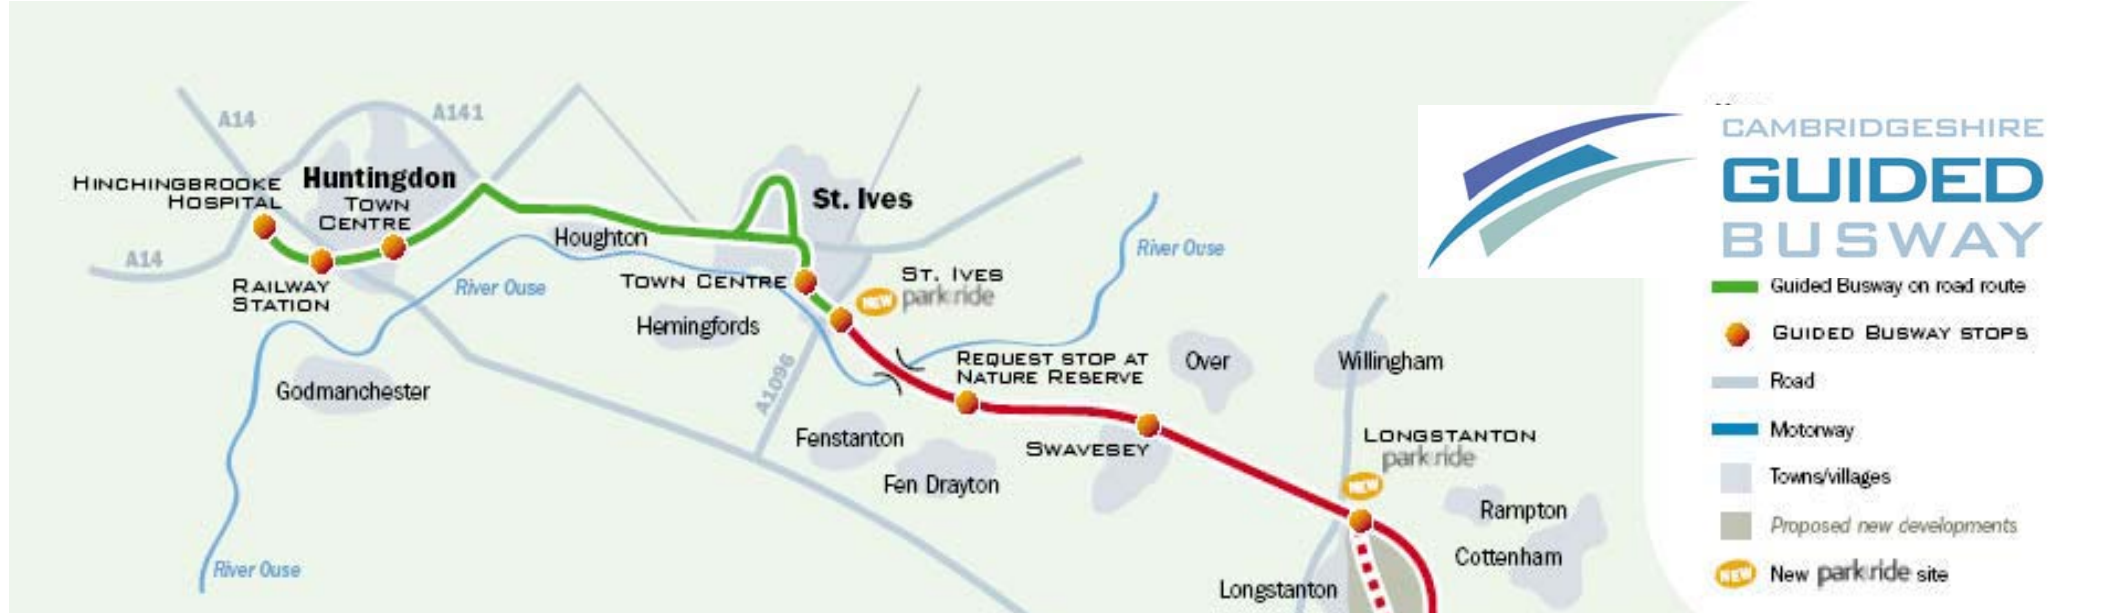 A14
A141
HINCHINGBROOKE
HOSPITAL
Huntingdon
TOWN
CENTRE
A14
RAILWAY
STATION
River Ouse
Houghton
St. Ives
TOWN CENTRE
ST. IVES
NEW park&ride
Hemingfords
River Ouse
Godmanchester
A1096
REQUEST STOP AT
NATURE RESERVE
Over
Willingham
Fenstanton
SWAVESEY
Fen Drayton
LONGSTANTON
park&ride
NEW
Rampton
Cottenham
Longstanton
River Ouse
CAMBRIDGESHIRE
GUIDED
BUSWAY
Guided Busway on road route
GUIDED BUSWAY STOPS
Road
Motorway
Towns/villages
Proposed new developments
NEW New park&ride site